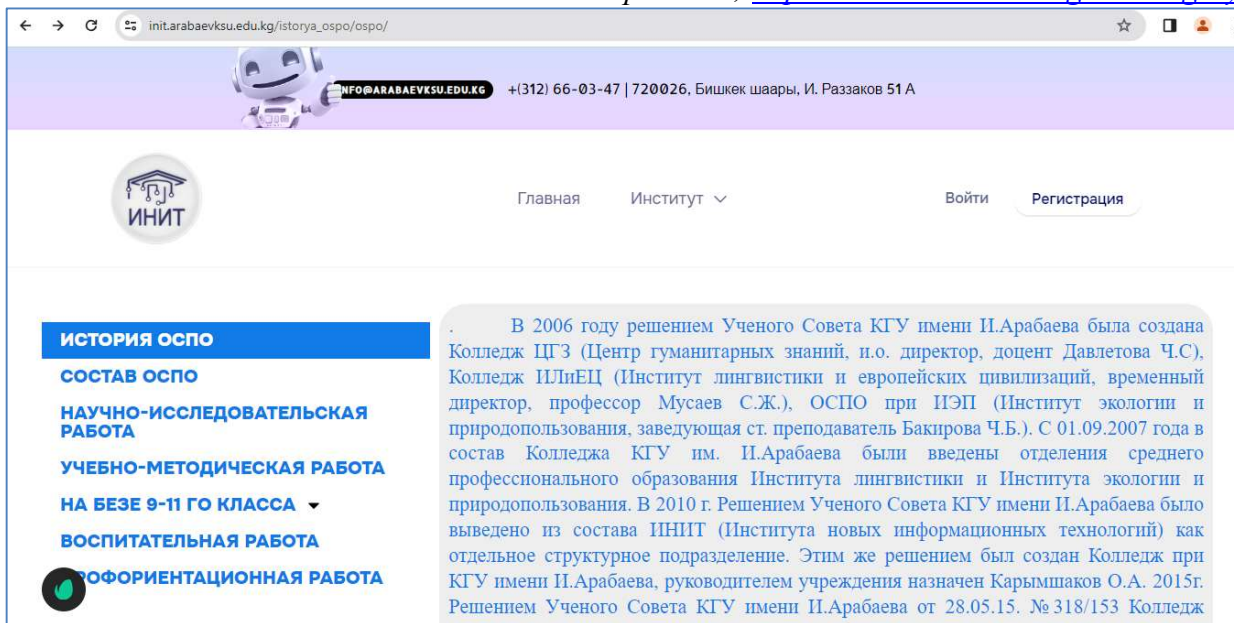 init.arabaevksu.edu.kg/istorya_ospo/ospo/
NFO@ARABAEVKSU.EDU.KG +(312) 66-03-47 | 720026, Бишкек шаары, И. Раззаков 51 А
ИНИТ
Главная Институт Войти Регистрация
ИСТОРИЯ ОСПО
СОСТАВ ОСПО
НАУЧНО-ИССЛЕДОВАТЕЛЬСКАЯ
РАБОТА
УЧЕБНО-МЕТОДИЧЕСКАЯ РАБОТА
НА БЕЗЕ 9-11 ГО КЛАССА
ВОСПИТАТЕЛЬНАЯ РАБОТА
РОФОРИЕНТАЦИОННАЯ РАБОТА
. В 2006 году решением Ученого Совета КГУ имени И.Арабаева была создана
Колледж ЦГЗ (Центр гуманитарных знаний, и.о. директор, доцент Давлетова Ч.С),
Колледж ИЛиЕЦ (Институт лингвистики и европейских цивилизаций, временный
директор, профессор Мусаев С.Ж.), ОСПО при ИЭП (Институт экологии и
природопользования, заведующая ст. преподаватель Бакирова Ч.Б.). С 01.09.2007 года в
состав Колледжа КГУ им. И.Арабаева были введены отделения среднего
профессионального образования Института лингвистики и Института экологии и
природопользования. В 2010 г. Решением Ученого Совета КГУ имени И.Арабаева было
выведено из состава ИНИТ (Института новых информационных технологий) как
отдельное структурное подразделение. Этим же решением был создан Колледж при
КГУ имени И.Арабаева, руководителем учреждения назначен Карымшаков О.А. 2015г.
Решением Ученого Совета КГУ имени И.Арабаева от 28.05.15. № 318/153 Колледж